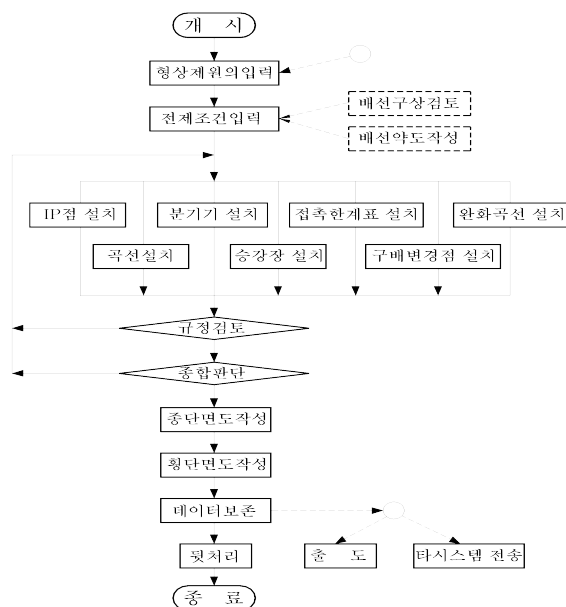 개 시
형상제원의입력
전제조건입력
배선구상검토
배선약도작성
IP점 설치
분기기 설치
접촉한계표 설치
완화곡선 설치
곡선설치
승강장 설치
구배변경점 설치
규정검토
종합판단
종단면도작성
횡단면도작성
데이터보존
뒷처리
출 도
타시스템 전송
종 료